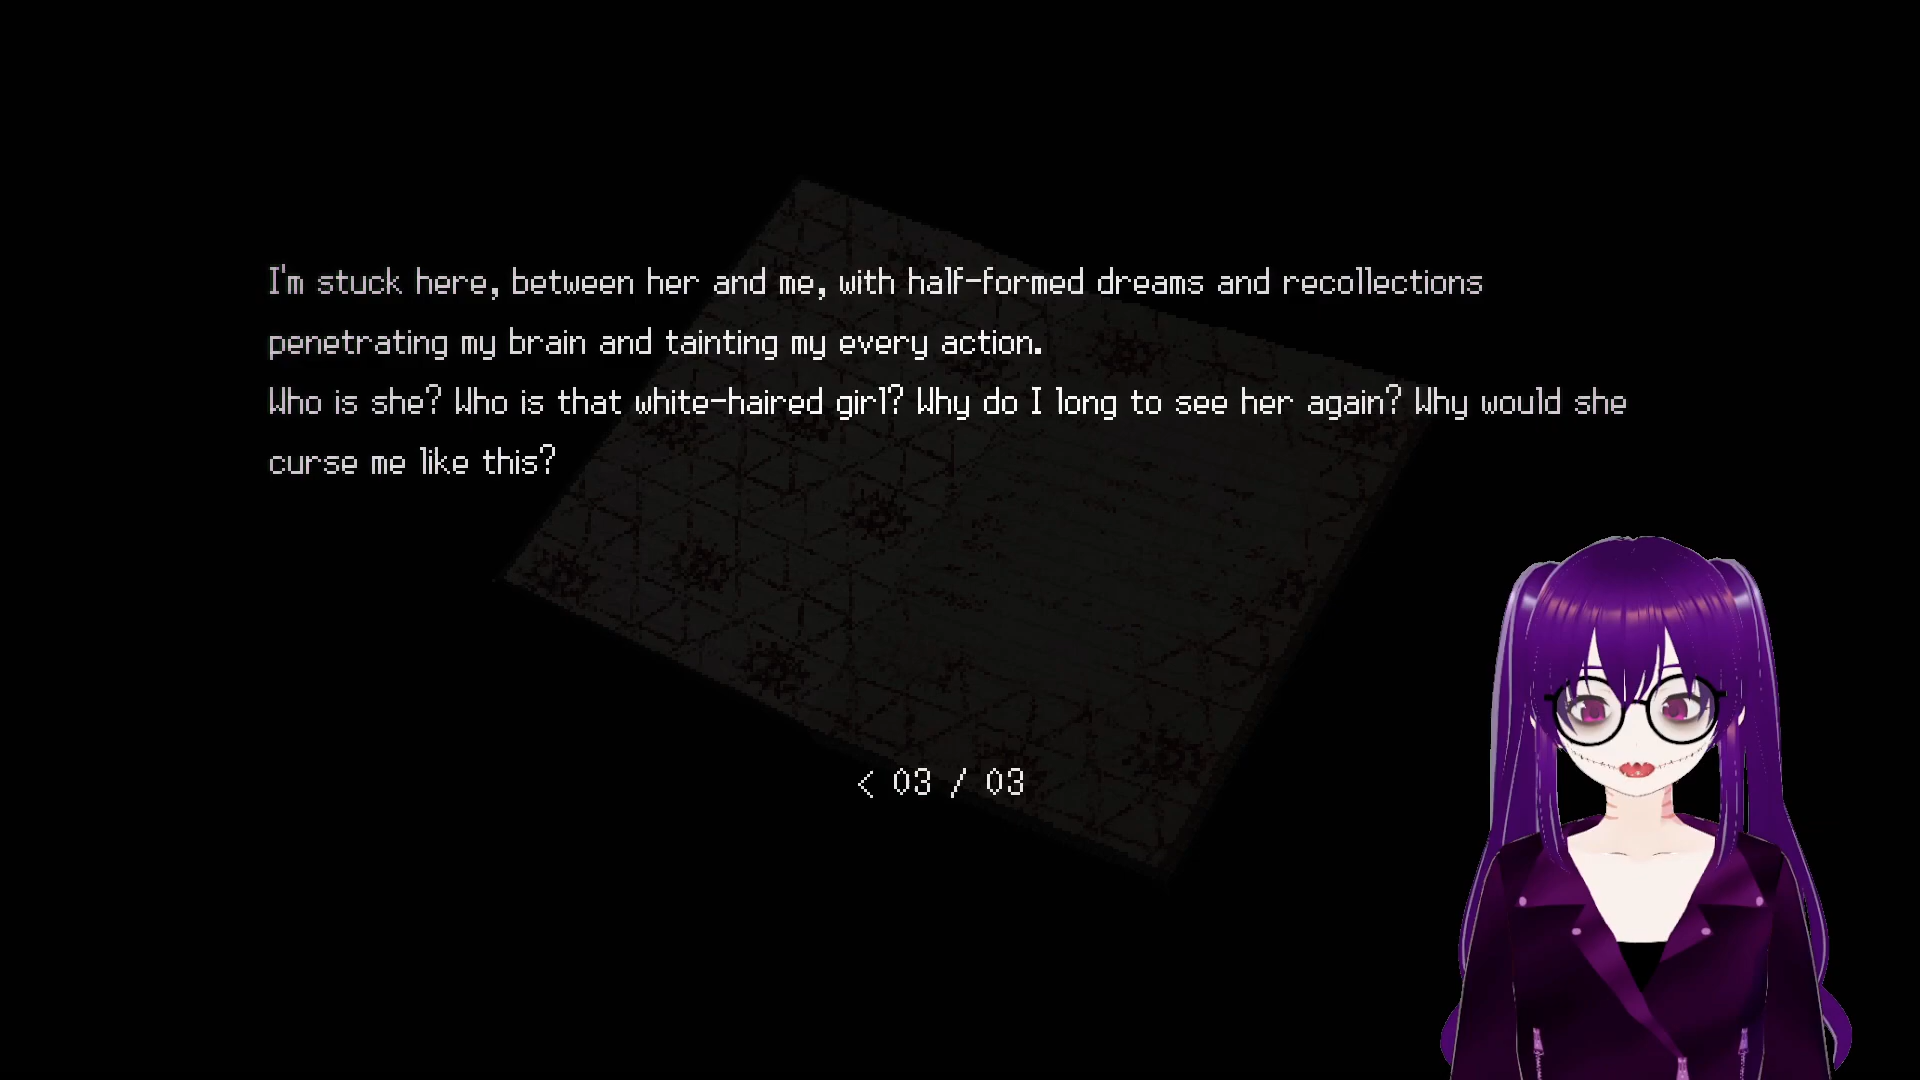 I'm stuck here, between her and me, with half-formed dreams and recollections
penetrating my brain and tainting my every action.
Who is she? Who is that white-haired girl? Why do I long to see her again? Why would she
curse me like this?
< 03 / 03